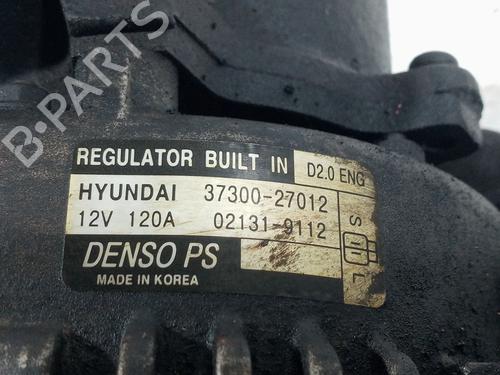 B-PARTS
REGULATOR BUILT IN D2.0 ENG
HYUNDAI 37300-27012
12V 120A 02131-9112
DENSO PS
MADE IN KOREA
S
L